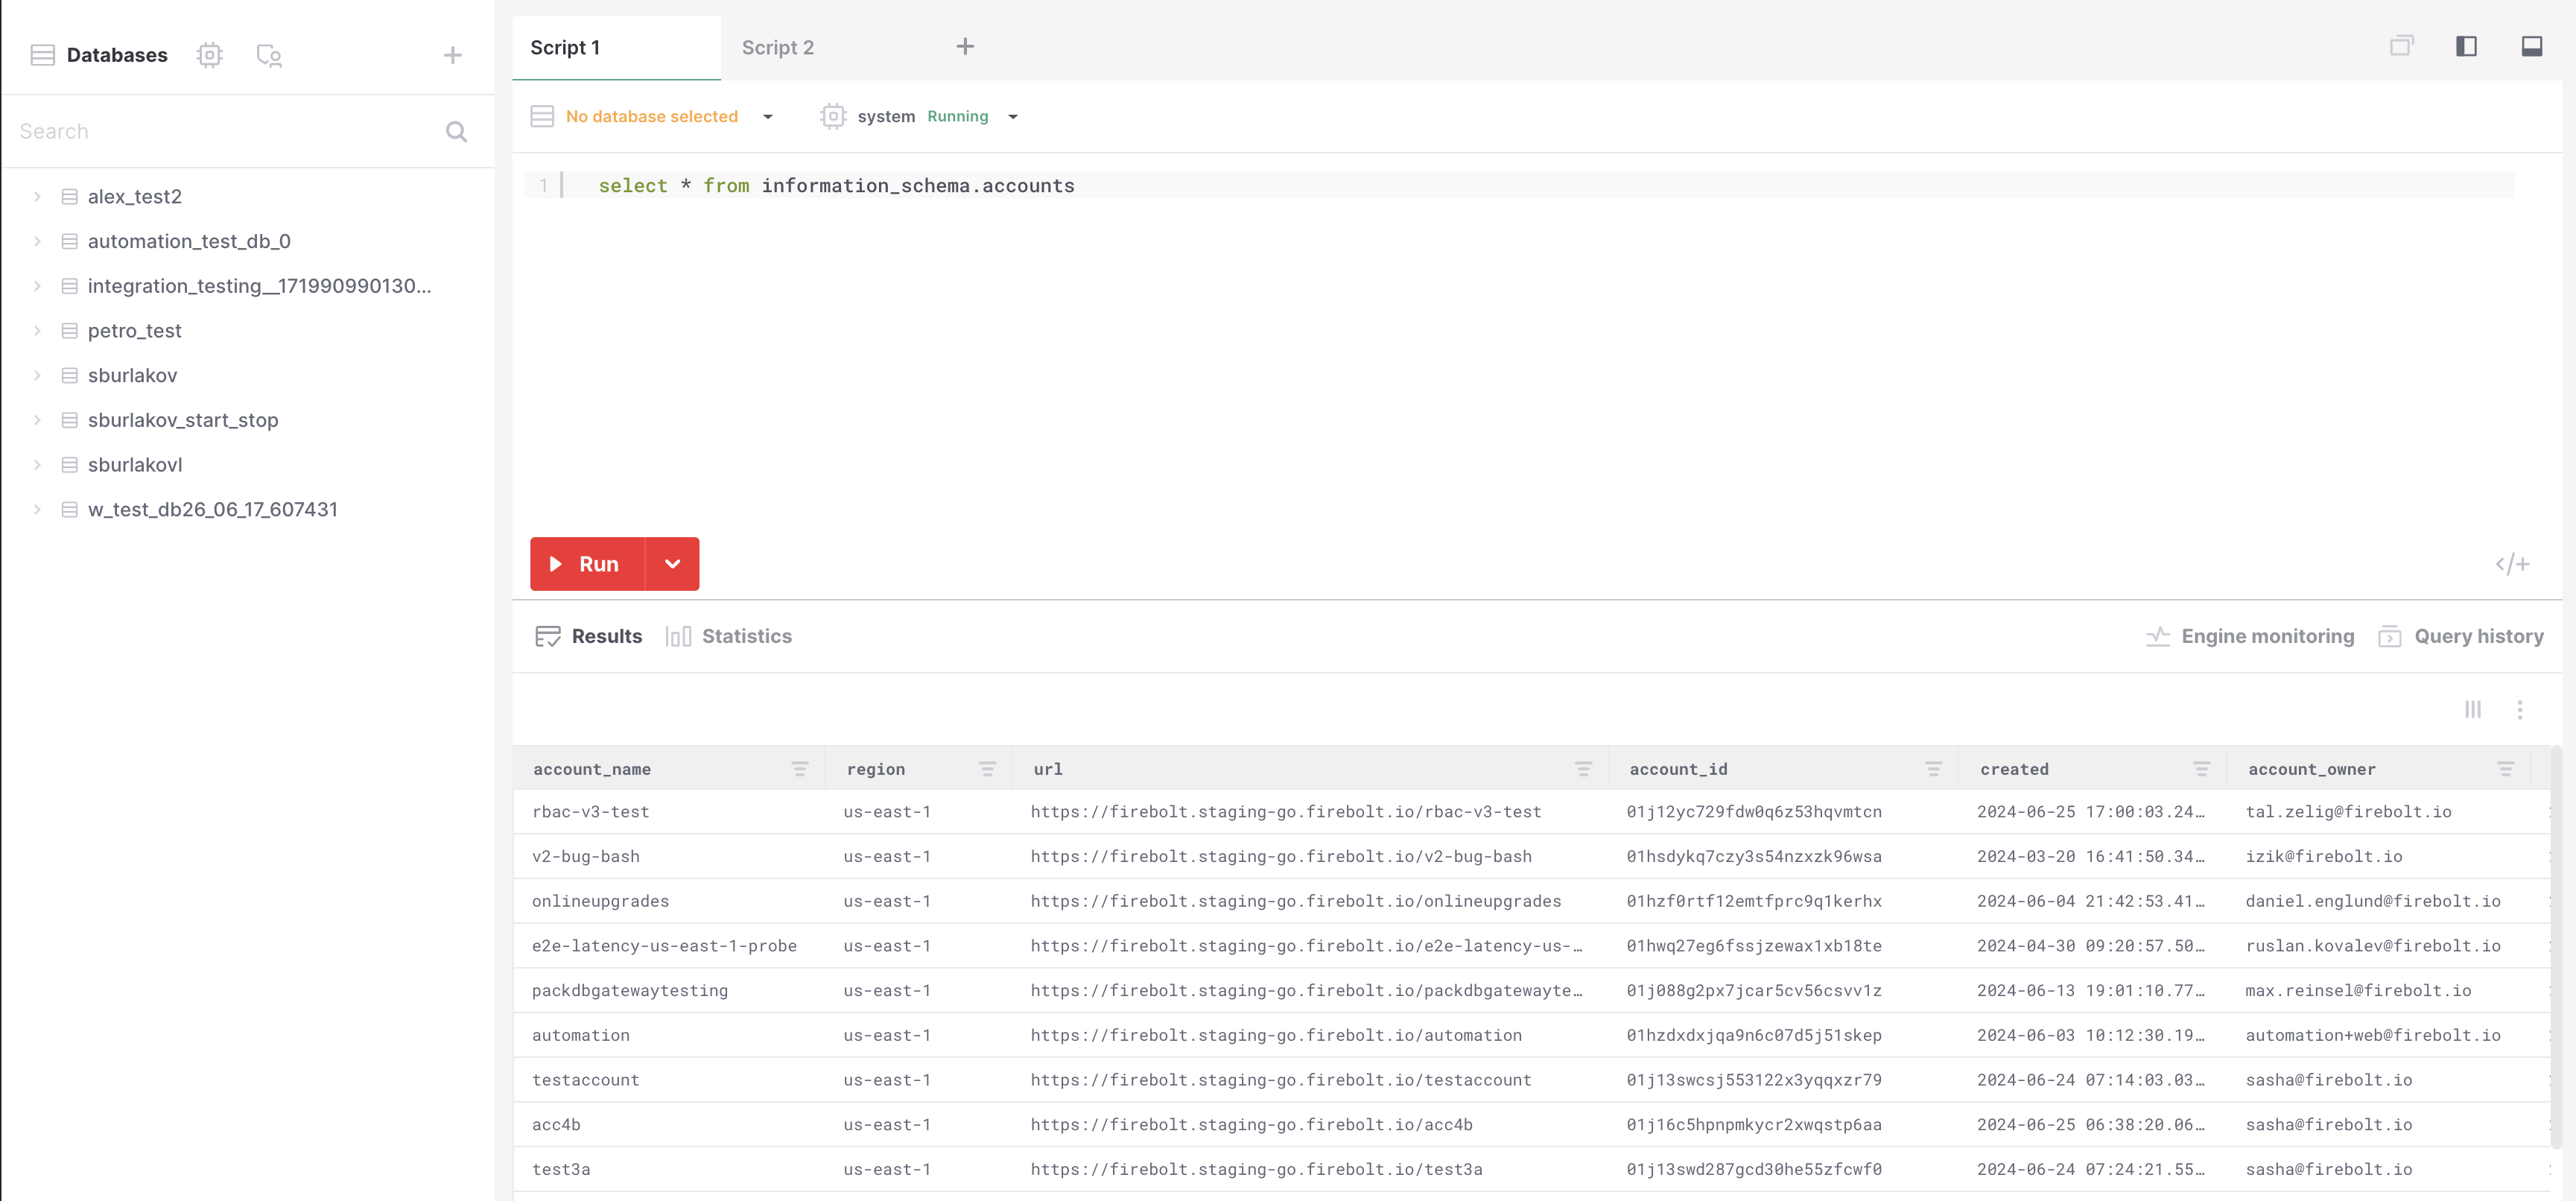 Databases
Search
alex_test2
automation_test_db_0
integration_testing__171990990130...
petro_test
sburlakov
sburlakov_start_stop
sburlakovl
w_test_db26_06_17_607431
Script 1 Script 2
No database selected system Running
1 select * from information_schema.accounts
Run
</+
Results Statistics Engine monitoring Query history
account_name region url account_id created account_owner
rbac-v3-test us-east-1 https://firebolt.staging-go.firebolt.io/rbac-v3-test 01j12yc729fdw0q6z53hqvmtcn 2024-06-25 17:00:03.24… tal.zelig@firebolt.io
v2-bug-bash us-east-1 https://firebolt.staging-go.firebolt.io/v2-bug-bash 01hsdykq7czy3s54nzxzk96wsa 2024-03-20 16:41:50.34… izik@firebolt.io
onlineupgrades us-east-1 https://firebolt.staging-go.firebolt.io/onlineupgrades 01hzf0rtf12emtfprc9q1kerhx 2024-06-04 21:42:53.41… daniel.englund@firebolt.io
e2e-latency-us-east-1-probe us-east-1 https://firebolt.staging-go.firebolt.io/e2e-latency-us-… 01hwq27eg6fssjzewax1xb18te 2024-04-30 09:20:57.50… ruslan.kovalev@firebolt.io
packdbgatewaytesting us-east-1 https://firebolt.staging-go.firebolt.io/packdbgatewayte… 01j088g2px7jcar5cv56csvv1z 2024-06-13 19:01:10.77… max.reinsel@firebolt.io
automation us-east-1 https://firebolt.staging-go.firebolt.io/automation 01hzdxdxjqa9n6c07d5j51skep 2024-06-03 10:12:30.19… automation+web@firebolt.io
testaccount us-east-1 https://firebolt.staging-go.firebolt.io/testaccount 01j13swcsj553122x3yqqxzr79 2024-06-24 07:14:03.03… sasha@firebolt.io
acc4b us-east-1 https://firebolt.staging-go.firebolt.io/acc4b 01j16c5hpnpmkycr2xwqstp6aa 2024-06-25 06:38:20.06… sasha@firebolt.io
test3a us-east-1 https://firebolt.staging-go.firebolt.io/test3a 01j13swd287gcd30he55zfcwf0 2024-06-24 07:24:21.55… sasha@firebolt.io